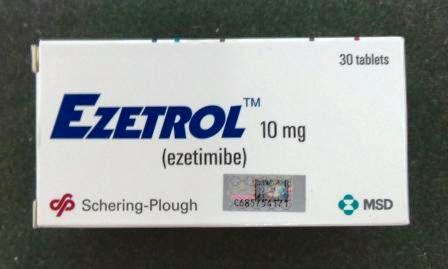 30 tablets
EZETROL™ 10 mg
(ezetimibe)
Schering-Plough
MSD